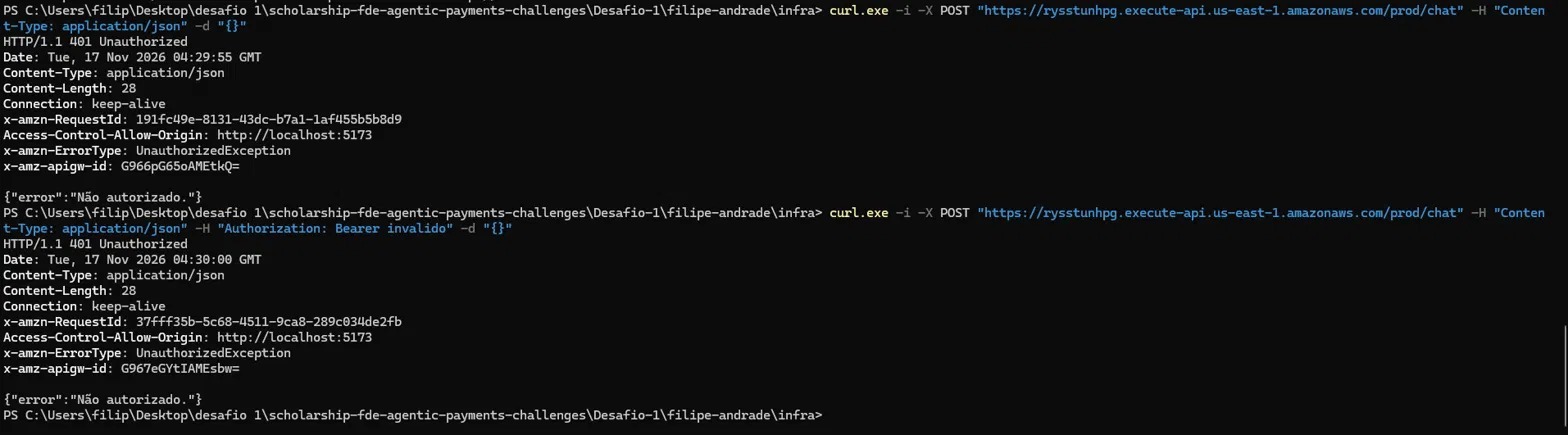 PS C:\Users\filip\Desktop\desafio 1\scholarship-fde-agentic-payments-challenges\Desafio-1\filipe-andrade\infra> curl.exe -i -X POST "https://rysstunhpg.execute-api.us-east-1.amazonaws.com/prod/chat" -H "Conten
t-Type: application/json" -d "{}"
HTTP/1.1 401 Unauthorized
Date: Tue, 17 Nov 2026 04:29:55 GMT
Content-Type: application/json
Content-Length: 28
Connection: keep-alive
x-amzn-RequestId: 191fc49e-8131-43dc-b7a1-1af455b5b8d9
Access-Control-Allow-Origin: http://localhost:5173
x-amzn-ErrorType: UnauthorizedException
x-amz-apigw-id: G966pG65oAMEtkQ=
{"error":"Não autorizado."}
PS C:\Users\filip\Desktop\desafio 1\scholarship-fde-agentic-payments-challenges\Desafio-1\filipe-andrade\infra> curl.exe -i -X POST "https://rysstunhpg.execute-api.us-east-1.amazonaws.com/prod/chat" -H "Conten
t-Type: application/json" -H "Authorization: Bearer invalido" -d "{}"
HTTP/1.1 401 Unauthorized
Date: Tue, 17 Nov 2026 04:30:00 GMT
Content-Type: application/json
Content-Length: 28
Connection: keep-alive
x-amzn-RequestId: 37fff35b-5c68-4511-9ca8-289c034de2fb
Access-Control-Allow-Origin: http://localhost:5173
x-amzn-ErrorType: UnauthorizedException
x-amz-apigw-id: G967eGYtIAMEsbw=
{"error":"Não autorizado."}
PS C:\Users\filip\Desktop\desafio 1\scholarship-fde-agentic-payments-challenges\Desafio-1\filipe-andrade\infra>